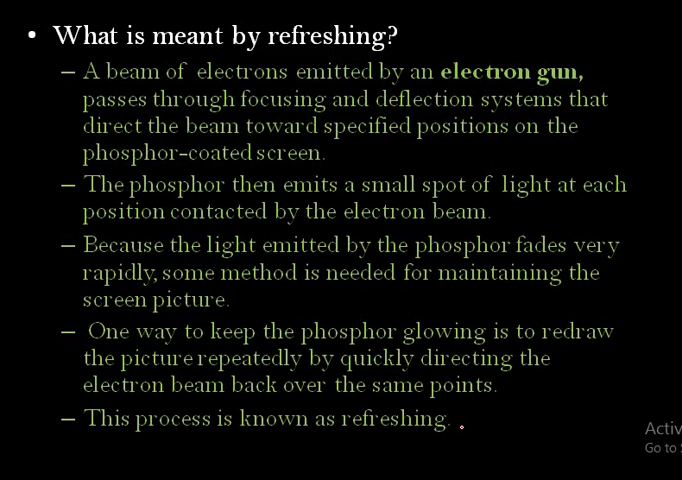 • What is meant by refreshing?
– A beam of electrons emitted by an electron gun,
passes through focusing and deflection systems that
direct the beam toward specified positions on the
phosphor-coated screen.
– The phosphor then emits a small spot of light at each
position contacted by the electron beam.
– Because the light emitted by the phosphor fades very
rapidly, some method is needed for maintaining the
screen picture.
– One way to keep the phosphor glowing is to redraw
the picture repeatedly by quickly directing the
electron beam back over the same points.
– This process is known as refreshing.
Activ
Go to